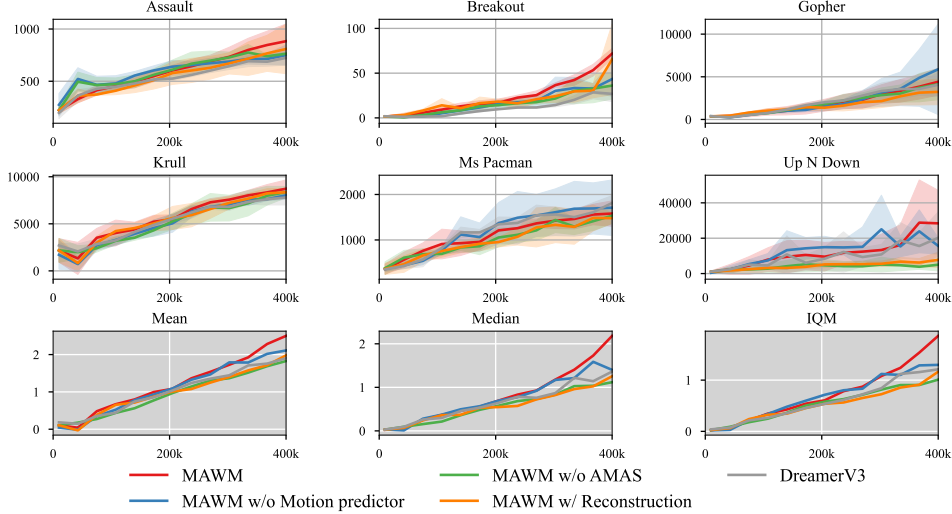 Assault
Breakout
Gopher
1000
500
0
200k
400k
100
50
0
0
200k
400k
10000
5000
0
0
200k
400k
Krull
Ms Pacman
Up N Down
10000
5000
0
0
200k
400k
2000
1000
0
200k
400k
40000
20000
0
0
200k
400k
Mean
Median
IQM
2
1
0
0
200k
400k
2
1
0
0
200k
400k
1
0
0
200k
400k
MAWM
MAWM w/o AMAS
DreamerV3
MAWM w/o Motion predictor
MAWM w/ Reconstruction